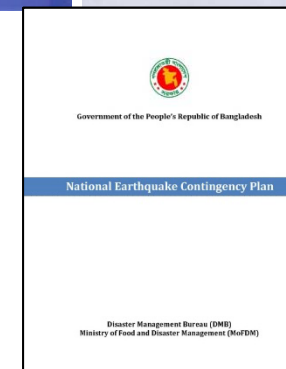 Government of the People's Republic of Bangladesh
National Earthquake Contingency Plan
Disaster Management Bureau (DMB)
Ministry of Food and Disaster Management (MoFDM)